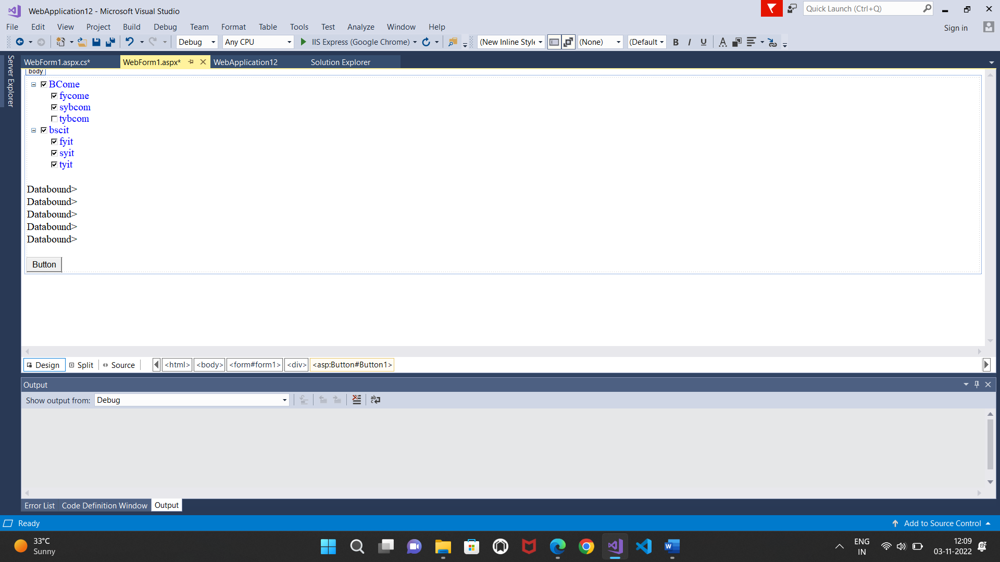 WebApplication12 - Microsoft Visual Studio
Quick Launch (Ctrl+Q)
File Edit View Project Build Debug Team Format Table Tools Test Analyze Window Help
Sign in
Debug Any CPU IIS Express (Google Chrome) (New Inline Style (None) (Default B I U A
Server Explorer
WebForm1.aspx.cs* WebForm1.aspx* WebApplication12 Solution Explorer
body
BCome
fycome
sybcom
tybcom
bscit
fyit
syit
tyit
Databound>
Databound>
Databound>
Databound>
Databound>
Button
Design Split Source <html> <body> <form#form1> <div> <asp:Button#Button1>
Output
Show output from: Debug
Error List Code Definition Window Output
Ready
Add to Source Control
33°C
Sunny
ENG
IN
12:09
03-11-2022